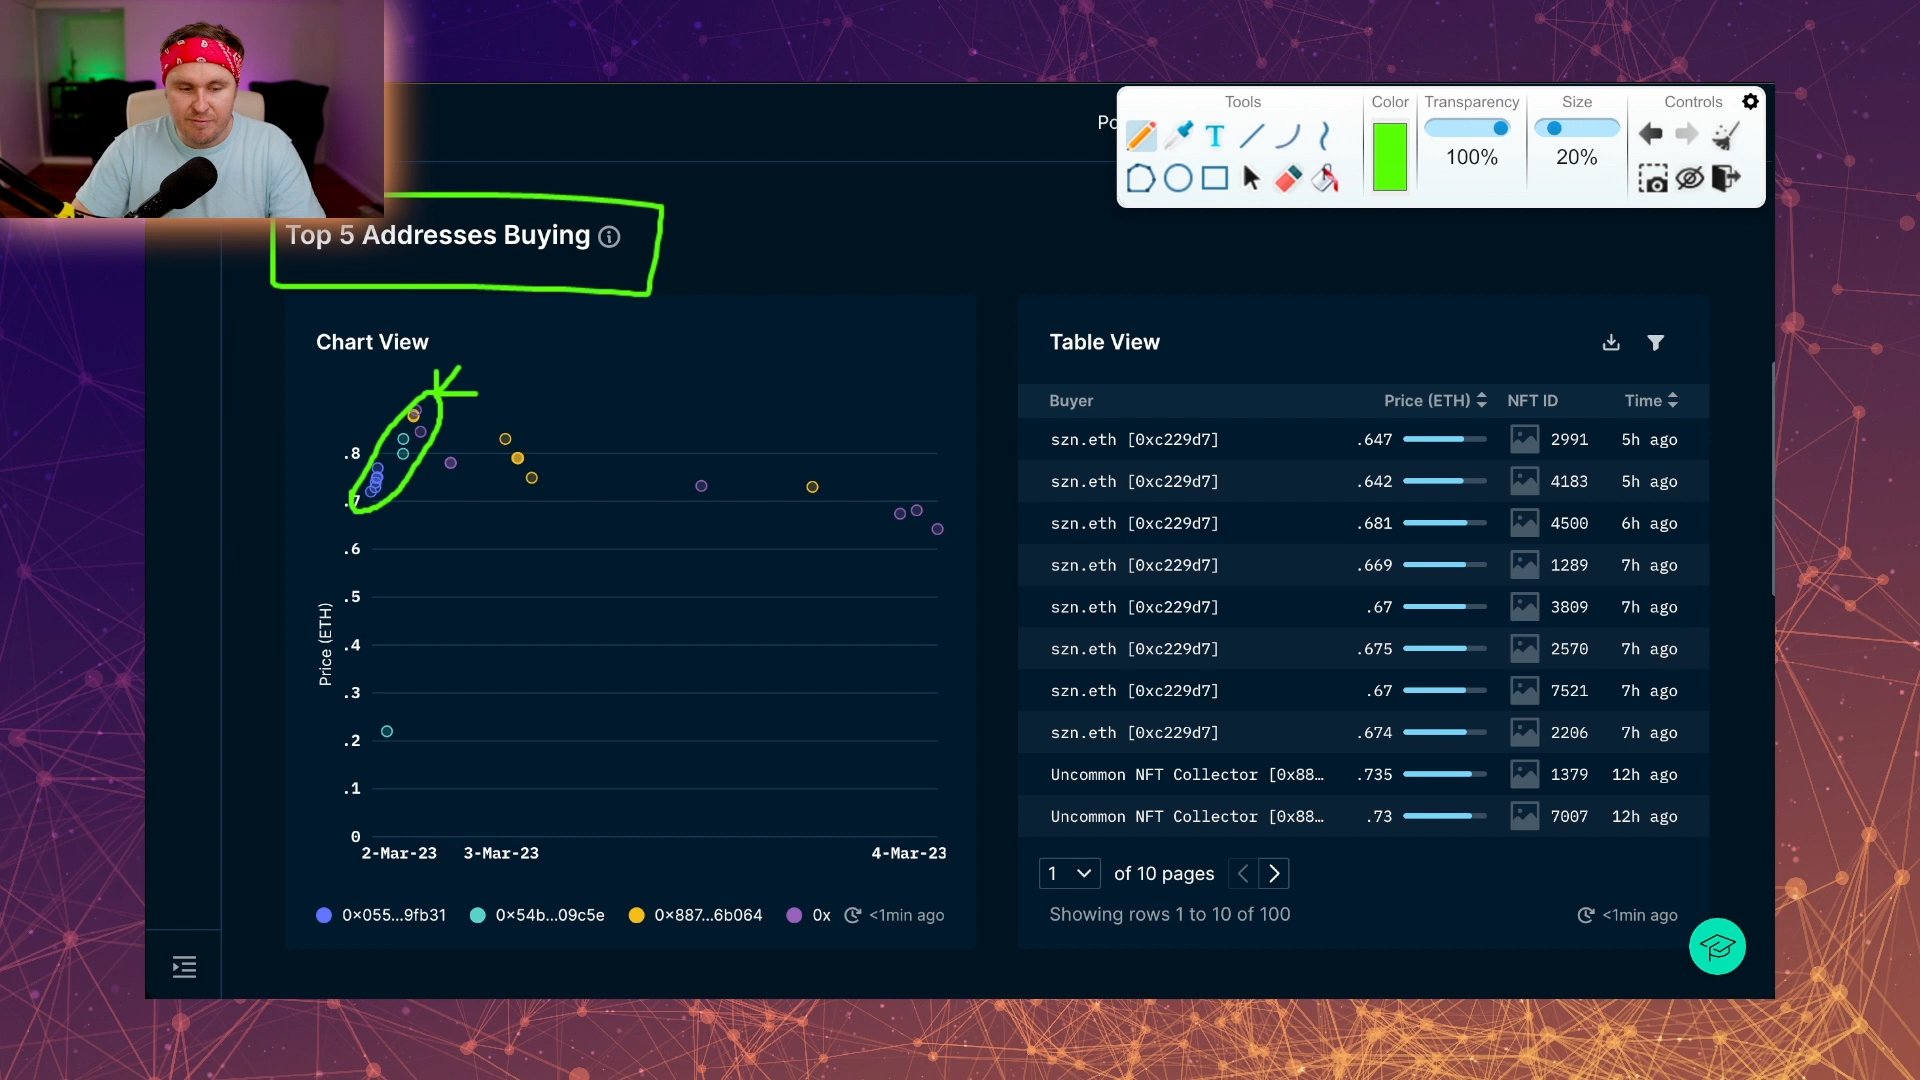 Po
Tools
Color
Transparency
Size
Controls
T
100%
20%
Top 5 Addresses Buying
Chart View
.8
.7
.6
.5
.4
.3
.2
.1
0
Price (ETH)
2-Mar-23 3-Mar-23 4-Mar-23
0x055...9fb31 0x54b...09c5e 0x887...6b064 0x <1min ago
Table View
Buyer Price (ETH) NFT ID Time
szn.eth [0xc229d7] .647 2991 5h ago
szn.eth [0xc229d7] .642 4183 5h ago
szn.eth [0xc229d7] .681 4500 6h ago
szn.eth [0xc229d7] .669 1289 7h ago
szn.eth [0xc229d7] .67 3809 7h ago
szn.eth [0xc229d7] .675 2570 7h ago
szn.eth [0xc229d7] .67 7521 7h ago
szn.eth [0xc229d7] .674 2206 7h ago
Uncommon NFT Collector [0x88… .735 1379 12h ago
Uncommon NFT Collector [0x88… .73 7007 12h ago
1 of 10 pages
Showing rows 1 to 10 of 100 <1min ago